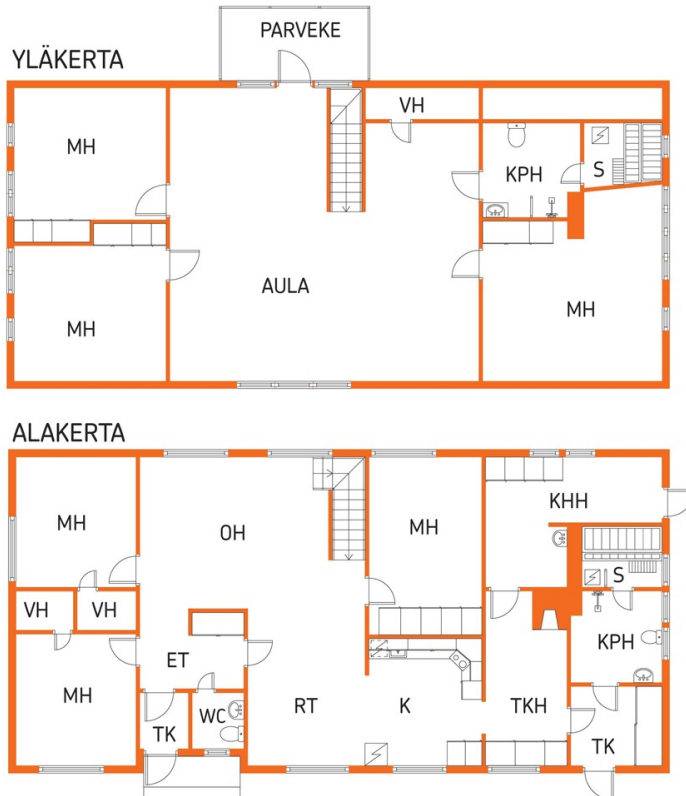 PARVEKE
YLÄKERTA
VH
MH
KPH
S
AULA
MH
MH
ALAKERTA
KHH
MH
OH
MH
S
VH
VH
KPH
ET
MH
WC
RT
K
TKH
TK
TK